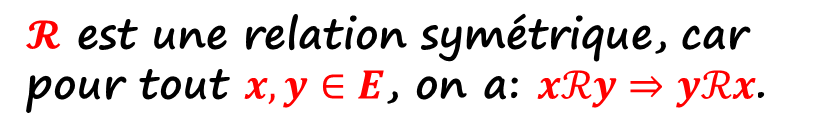 ℛ est une relation symétrique, car
pour tout x, y ∈ E, on a: xℛy ⇒ yℛx.